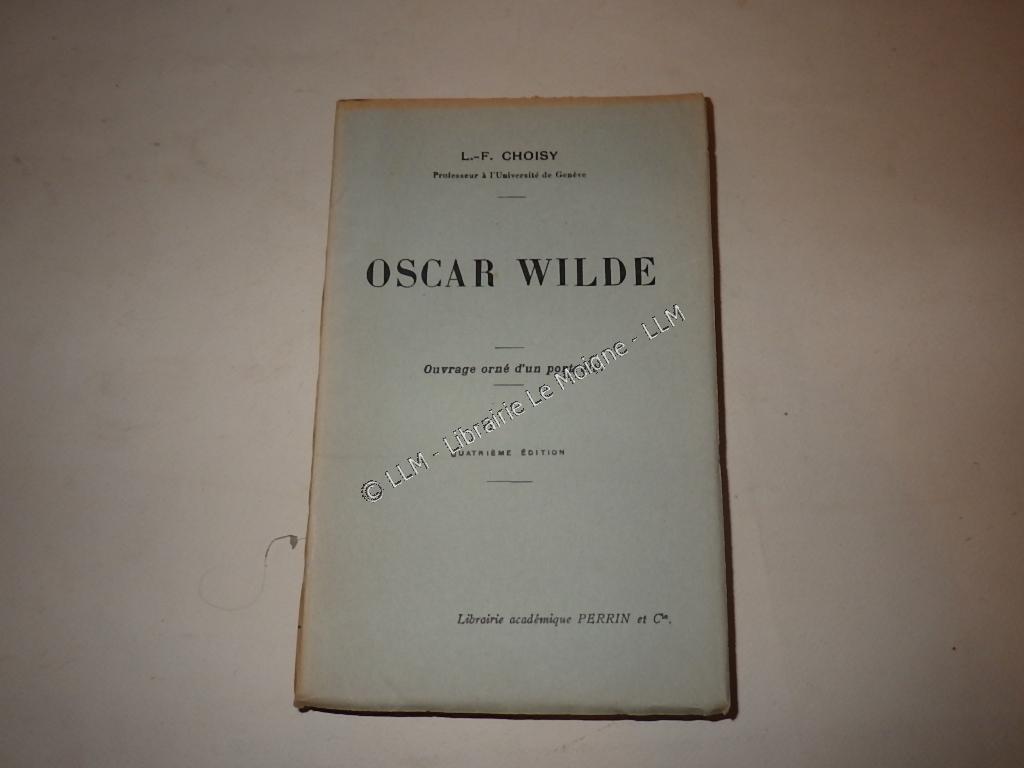 L.-F. CHOISY
Professeur à l'Université de Genève
OSCAR WILDE
Ouvrage orné d'un
QUATRIÈME ÉDITION
© LLM - Librairie Le Moigne - LLM
Librairie académique PERRIN et Cie.